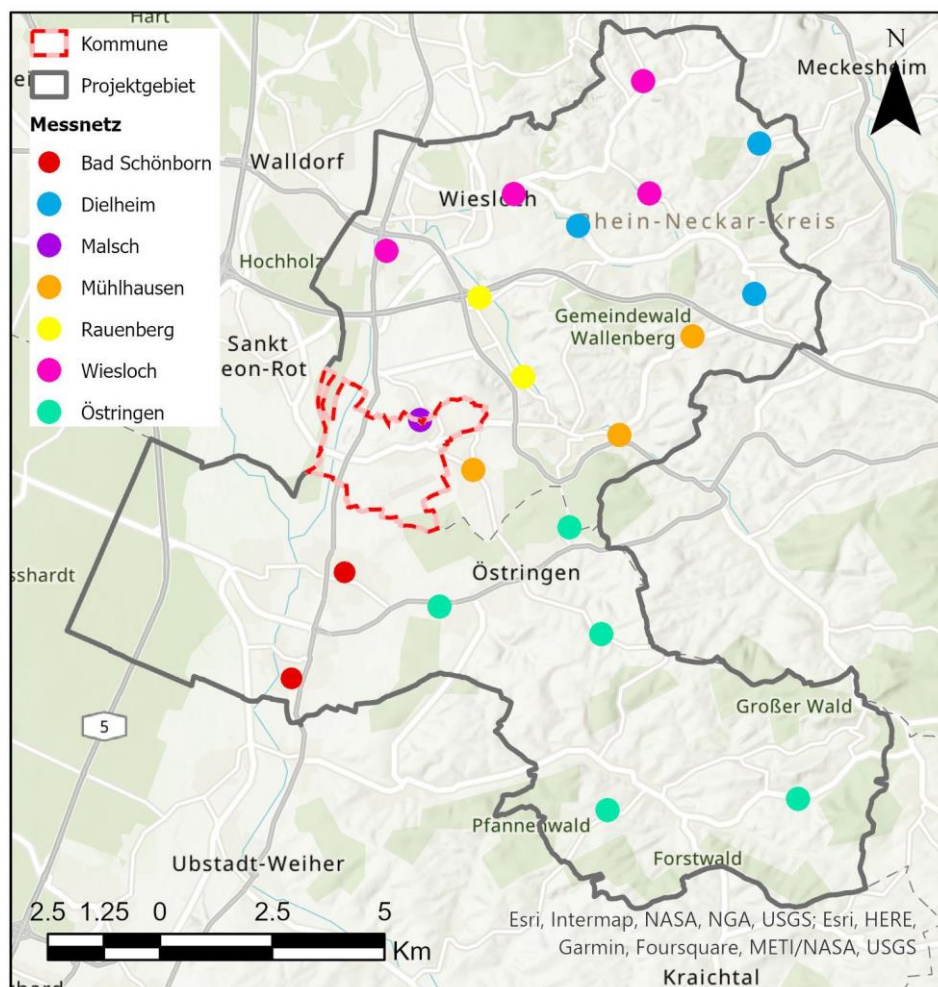 Hart
Kommune
Projektgebiet
Messnetz
Bad Schönborn
Dielheim
Malsch
Mühlhausen
Rauenberg
Wiesloch
Östringen
N
Meckesheim
Walldorf
Wiesloch
Rhein-Neckar-Kreis
Hochholz
Gemeindewald
Wallenberg
Sankt
eon-Rot
sshardt
Östringen
Großer Wald
5
Pfannenwald
Forstwald
Ubstadt-Weiher
2.5 1.25 0 2.5 5
Km
Esri, Intermap, NASA, NGA, USGS; Esri, HERE,
Garmin, Foursquare, METI/NASA, USGS
Kraichtal